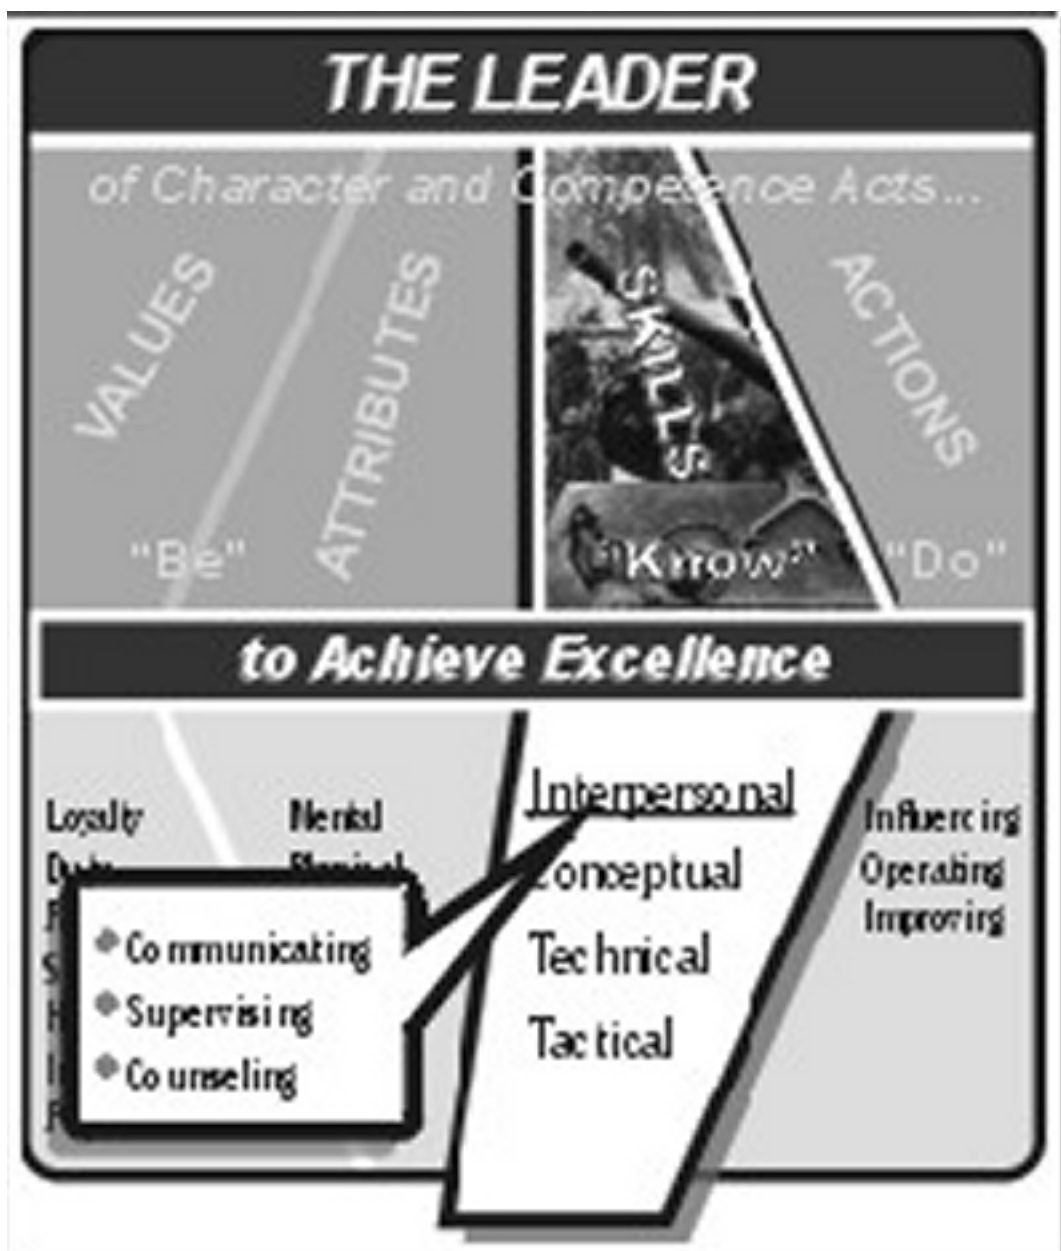 THE LEADER
of Character and Competence Acts...
VALUES
ATTRIBUTES
SKILLS
ACTIONS
"Be"
"Know"
"Do"
to Achieve Excellence
Loyalty
Mental
Interpersonal
Conceptual
Technical
Tactical
Influencing
Operating
Improving
Communicating
Supervising
Counseling